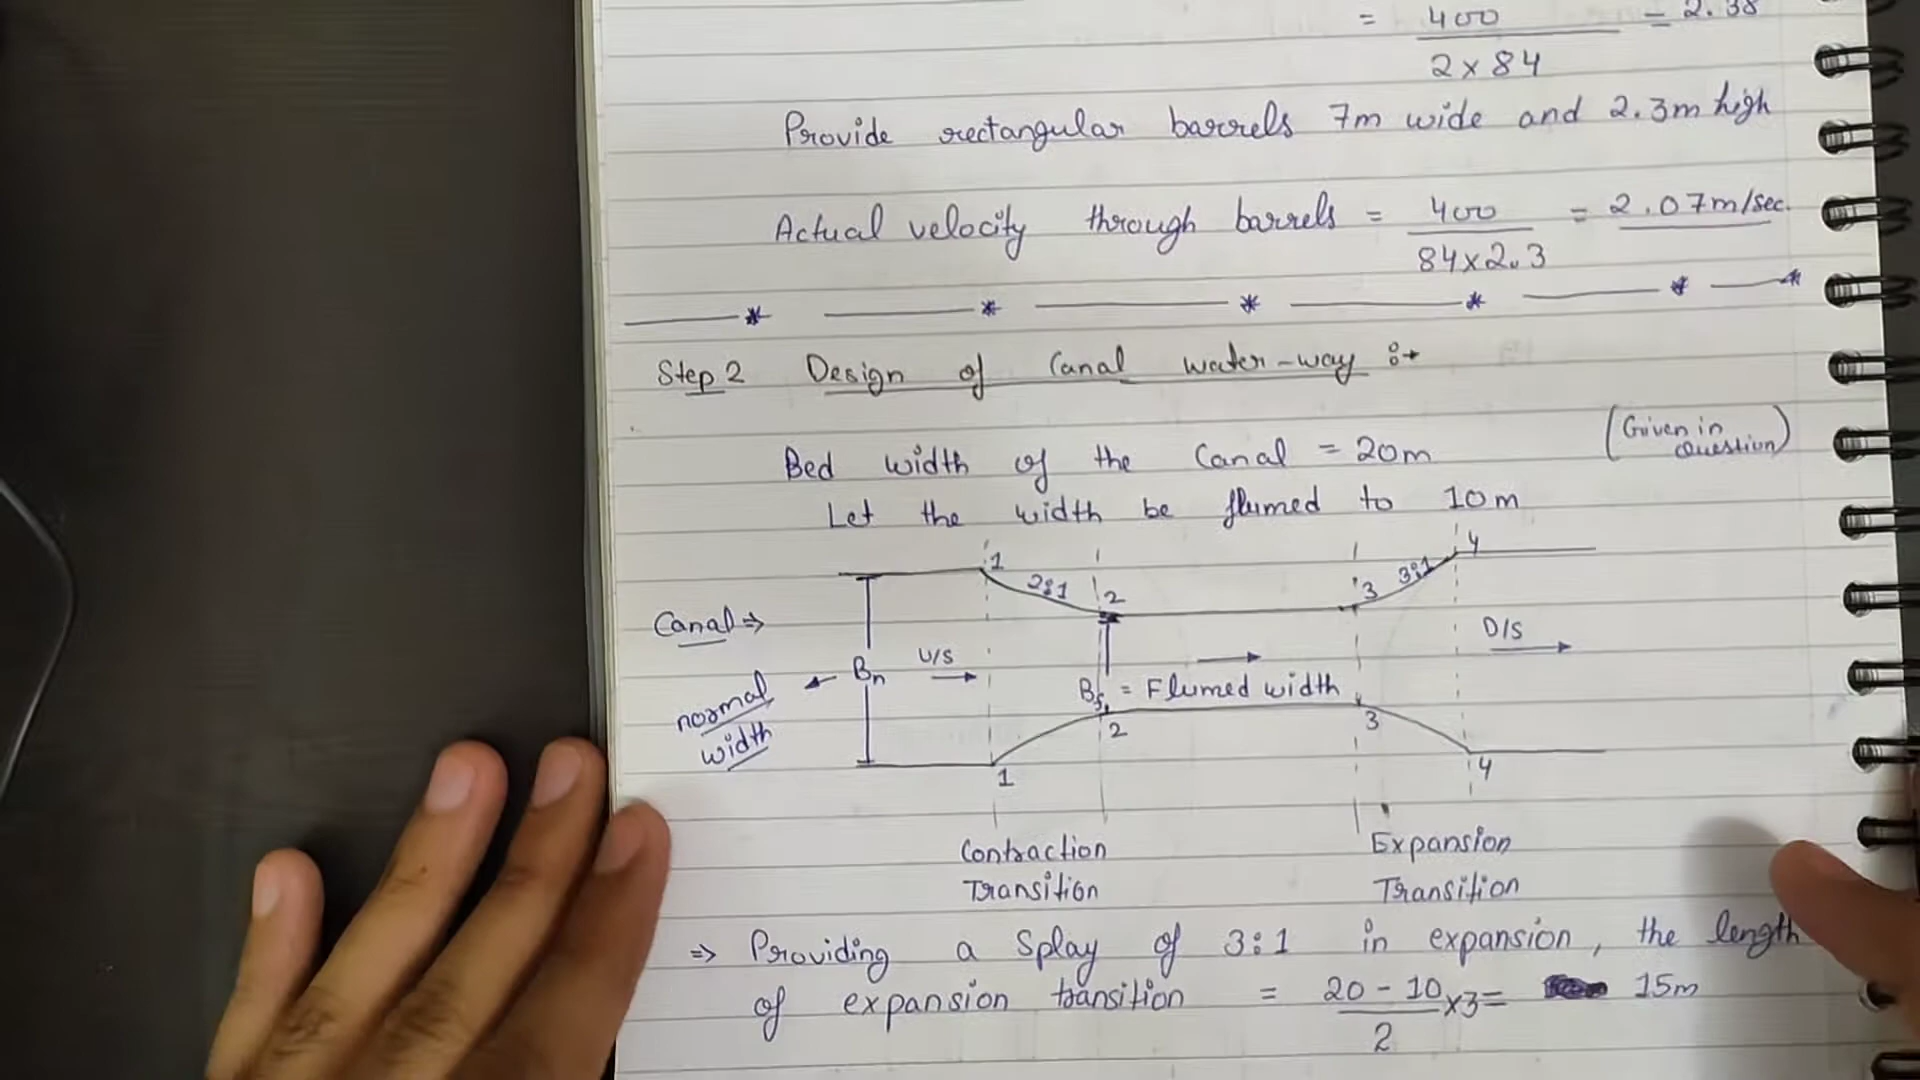 = 400 = 2.38
2 x 84
Provide rectangular barrels 7m wide and 2.3m high
Actual velocity through barrels = 400 = 2.07m/sec.
84x2.3
Step 2 Design of Canal water-way :→
Bed width of the Canal = 20m (Given in question)
Let the width be flumed to 10m
1 2:1 2 3 3:1 4
Canal ⇒
U/S D/S
Bn
normal width
Bf = Flumed width
1 2 3 4
Contraction Transition
Expansion Transition
⇒ Providing a Splay of 3:1 in expansion, the length
of expansion transition = 20 - 10 x3= 15m
2